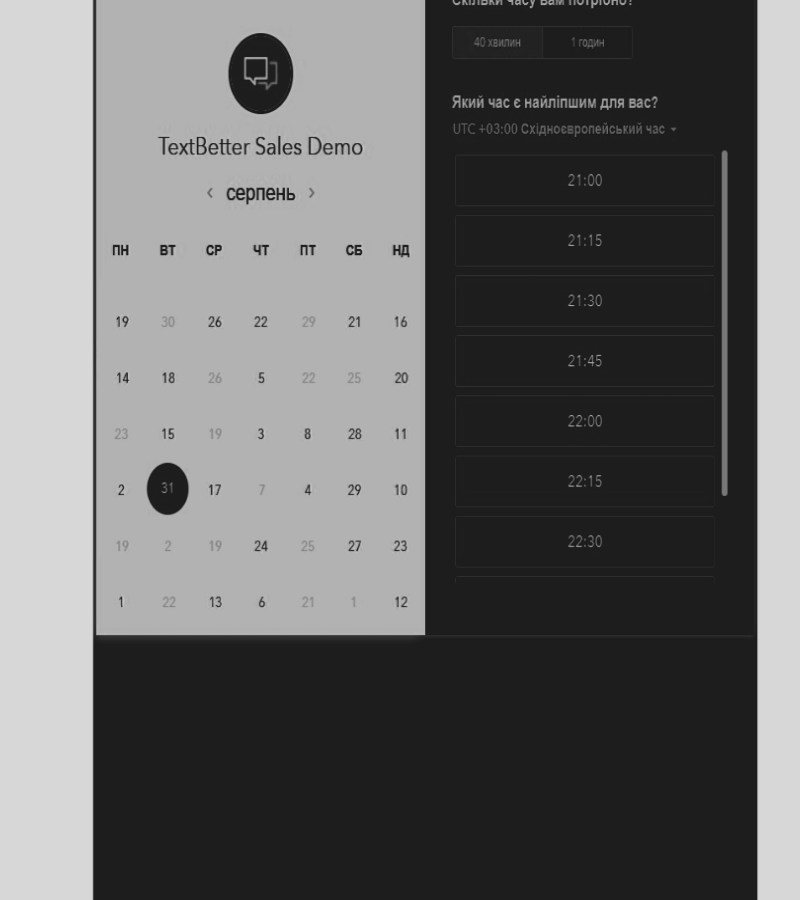 TextBetter Sales Demo
серпень
ПН ВТ СР ЧТ ПТ СБ НД
19 30 26 22 29 21 16
14 18 26 5 22 25 20
23 15 19 3 8 28 11
2 31 17 7 4 29 10
19 2 19 24 25 27 23
1 22 13 6 21 1 12
Скільки часу вам потрібно?
40 хвилин 1 годин
Який час є найліпшим для вас?
UTC +03:00 Східноєвропейський час
21:00
21:15
21:30
21:45
22:00
22:15
22:30